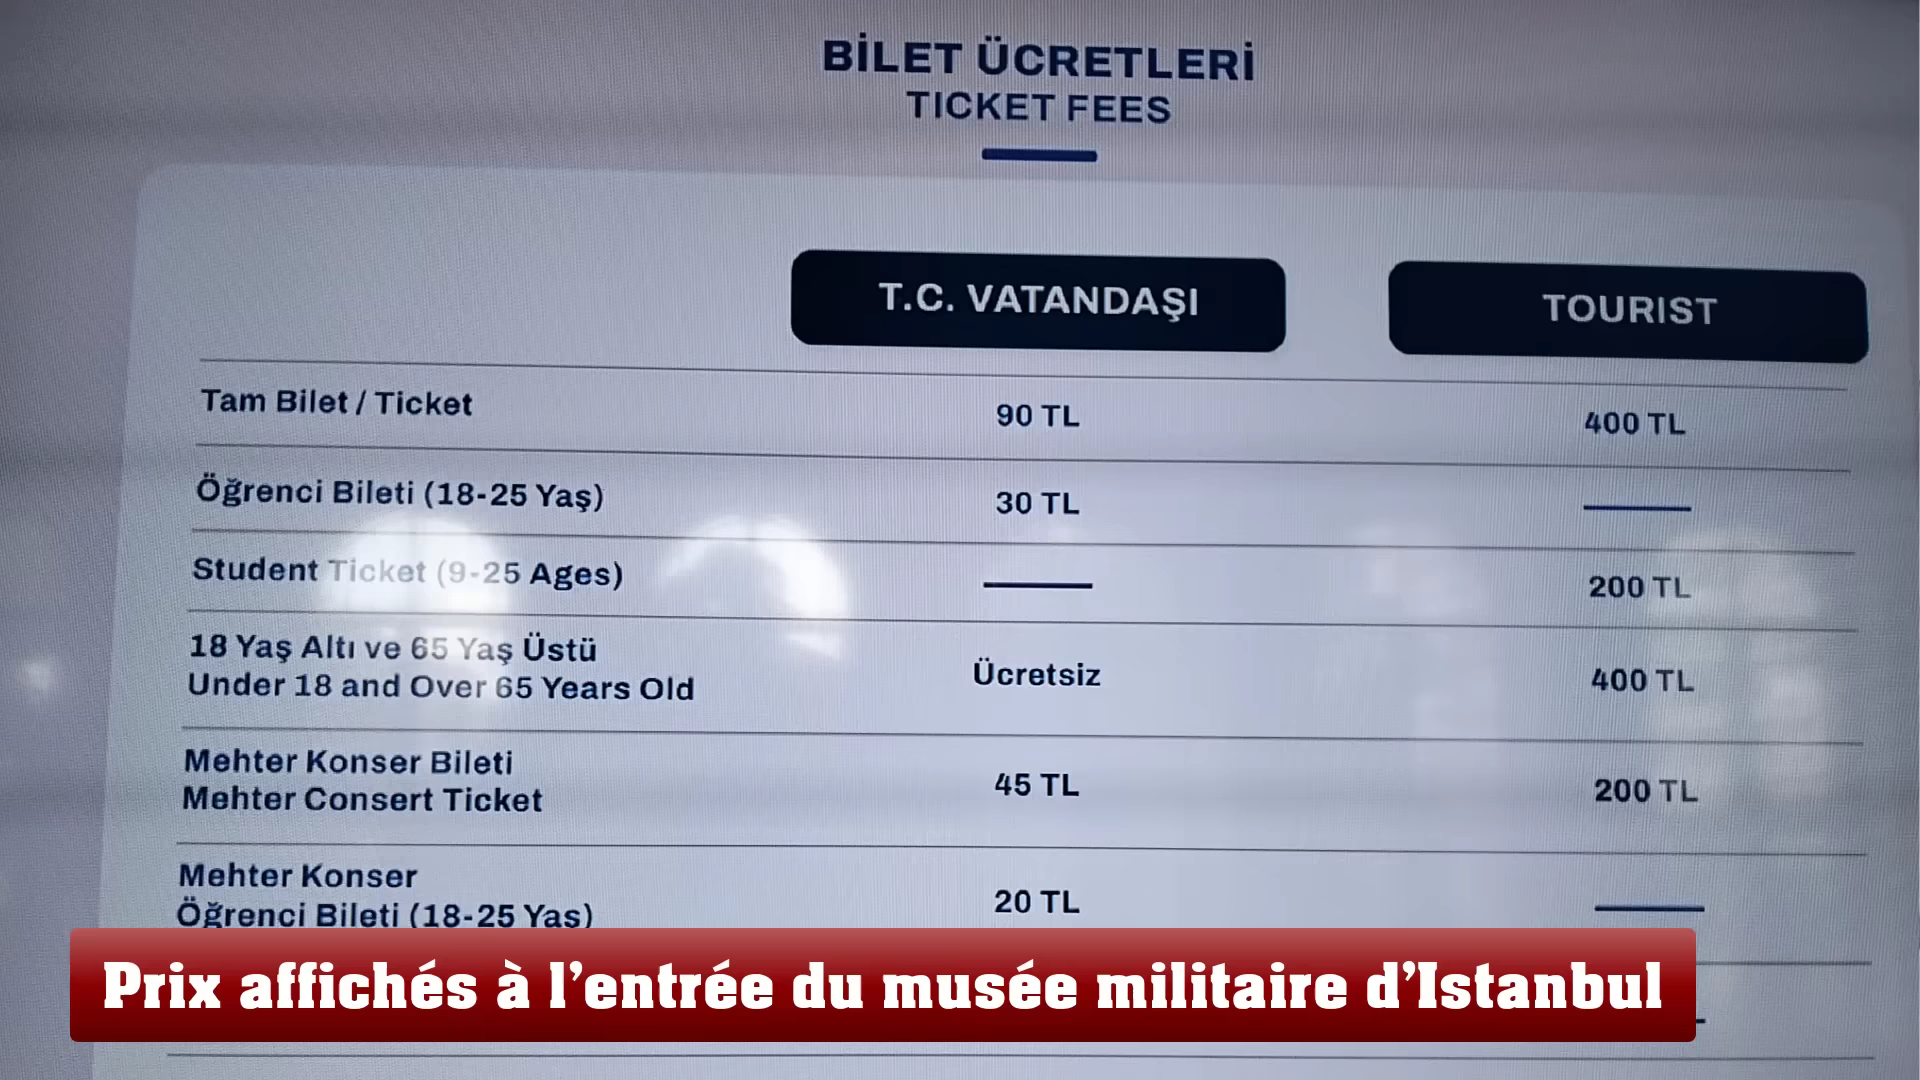 BİLET ÜCRETLERİ
TICKET FEES
T.C. VATANDAŞI
TOURIST
Tam Bilet / Ticket
90 TL
400 TL
Öğrenci Bileti (18-25 Yaş)
30 TL
Student Ticket (9-25 Ages)
200 TL
18 Yaş Altı ve 65 Yaş Üstü
Under 18 and Over 65 Years Old
Ücretsiz
400 TL
Mehter Konser Bileti
Mehter Consert Ticket
45 TL
200 TL
Mehter Konser
Öğrenci Bileti (18-25 Yaş)
20 TL
Prix affichés à l'entrée du musée militaire d'Istanbul